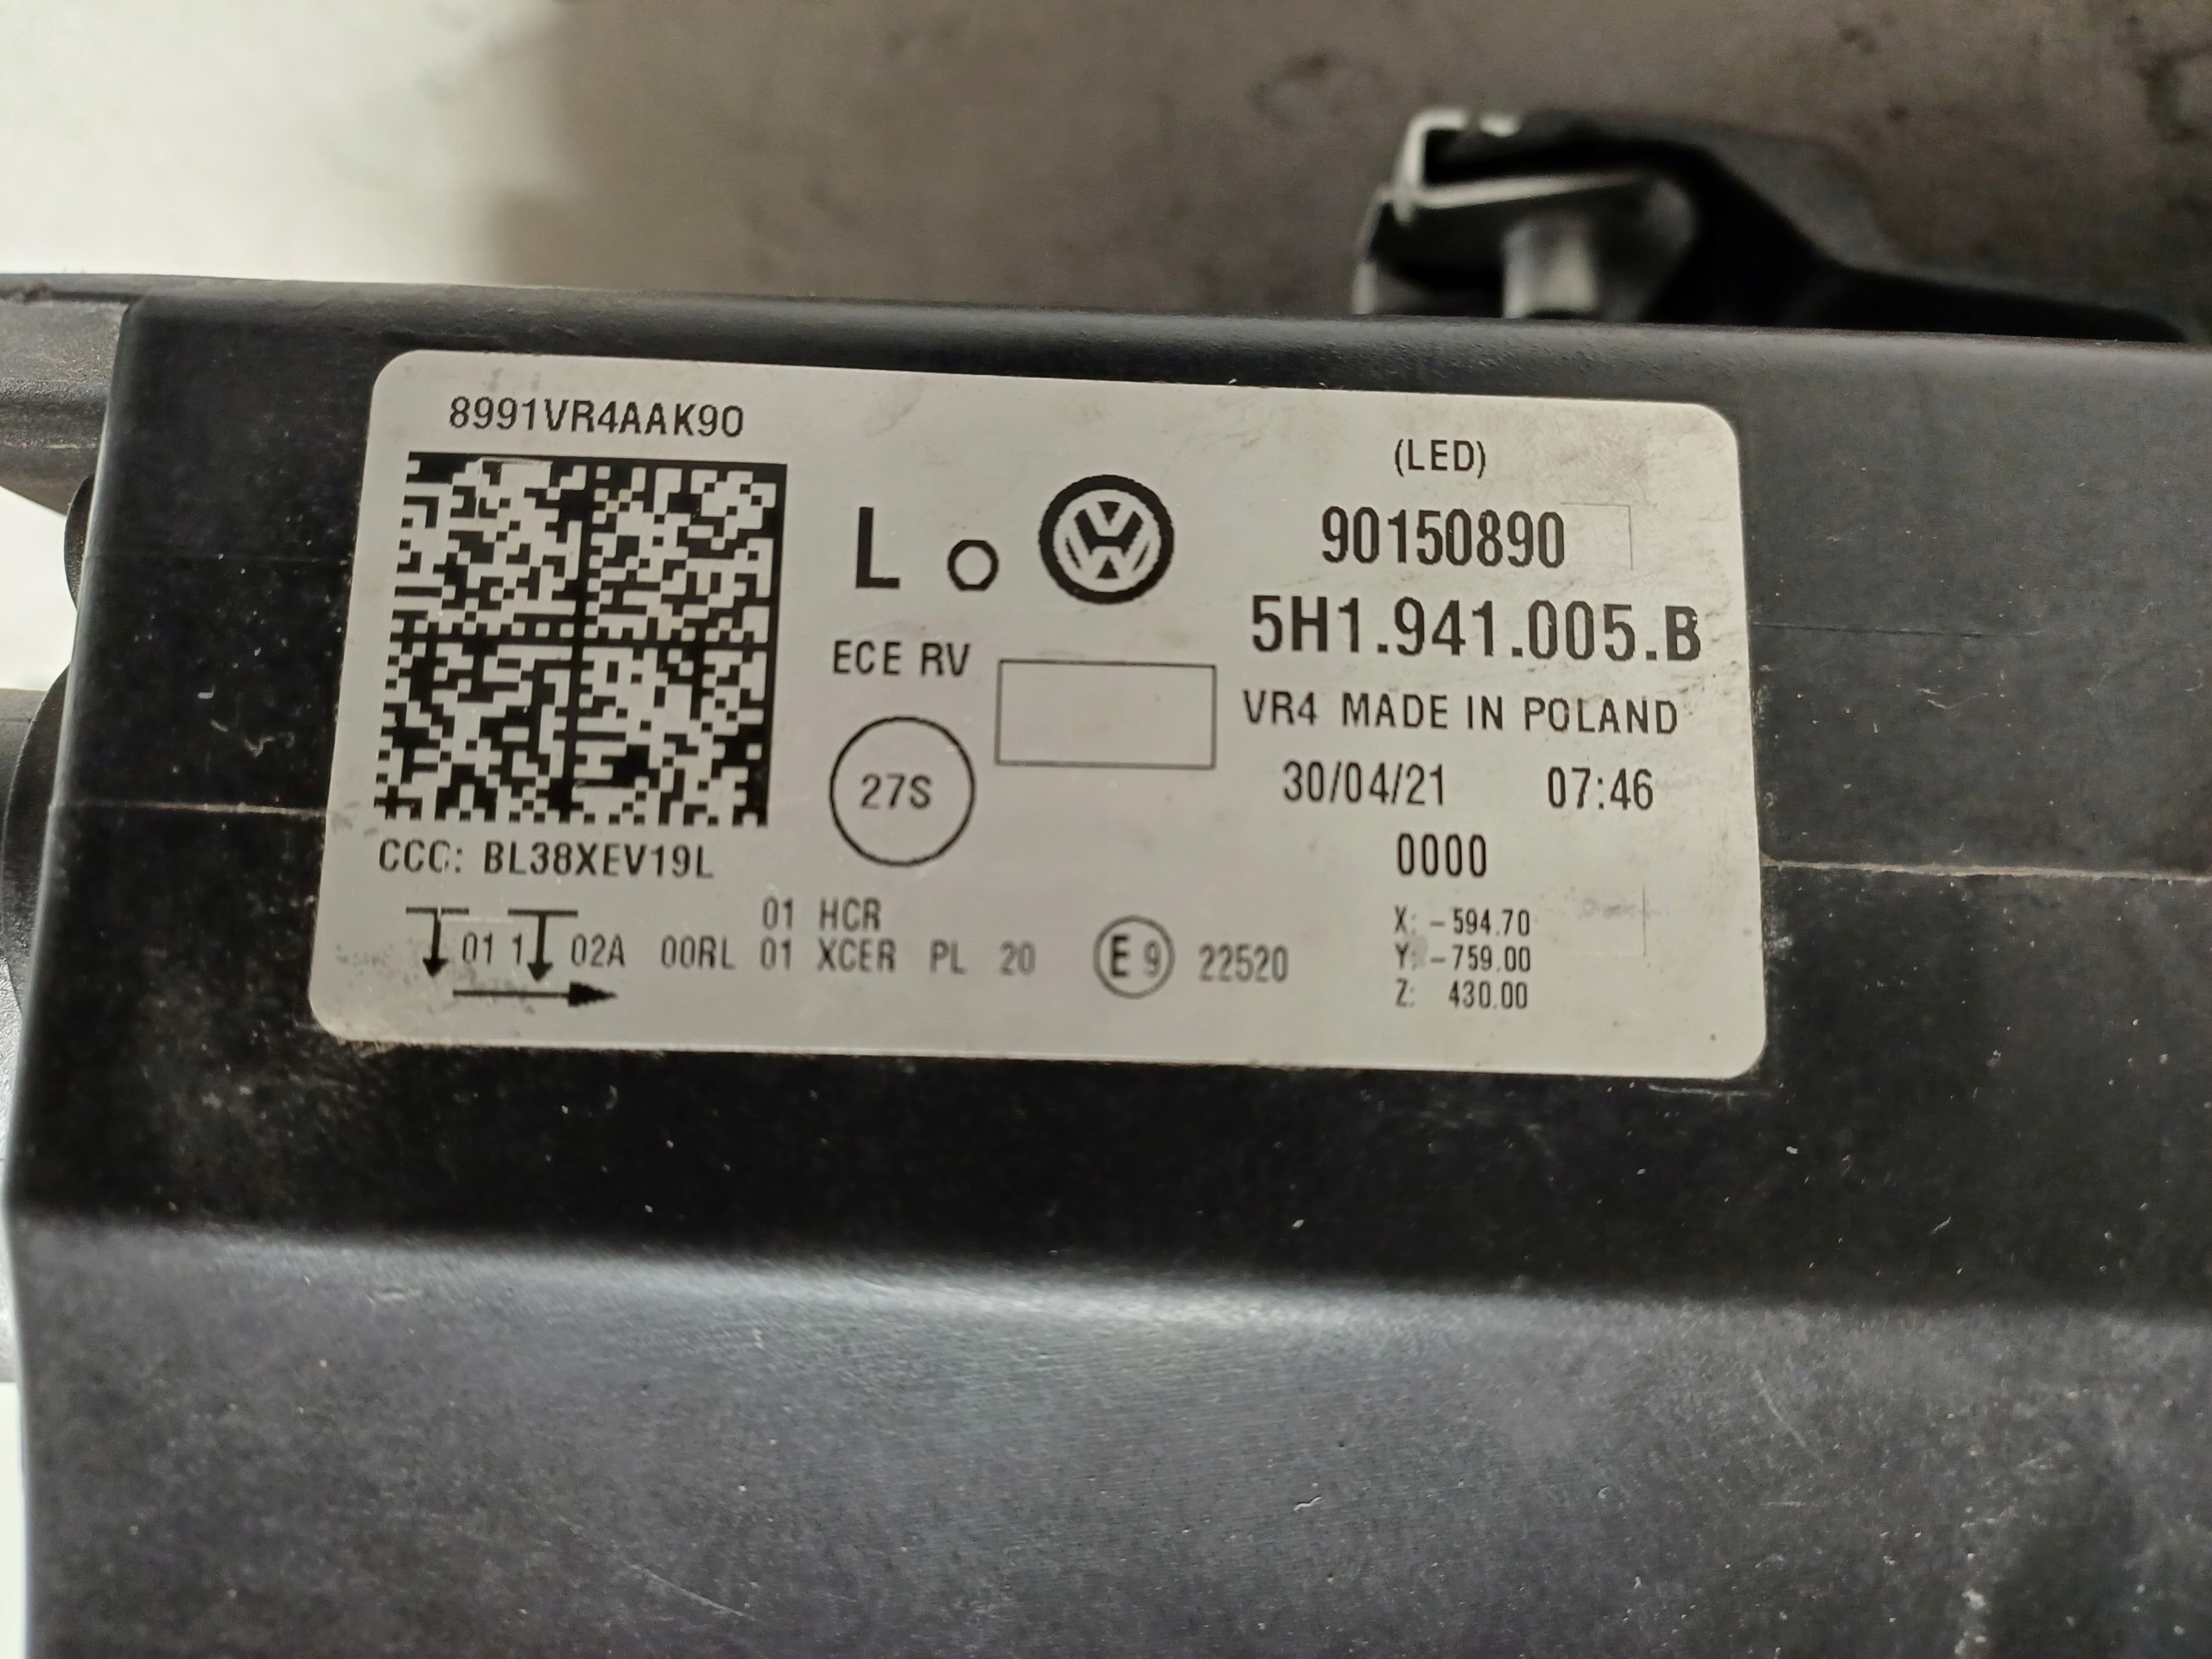 8991VR4AAK90
(LED)
L O
90150890
5H1.941.005.B
ECE RV
VR4 MADE IN POLAND
27S
30/04/21 07:46
0000
CCC: BL38XEV19L
01 HCR
01 1 02A 00RL 01 XCER PL 20 E9 22520
X: -594.70
Y: -759.00
Z: 430.00